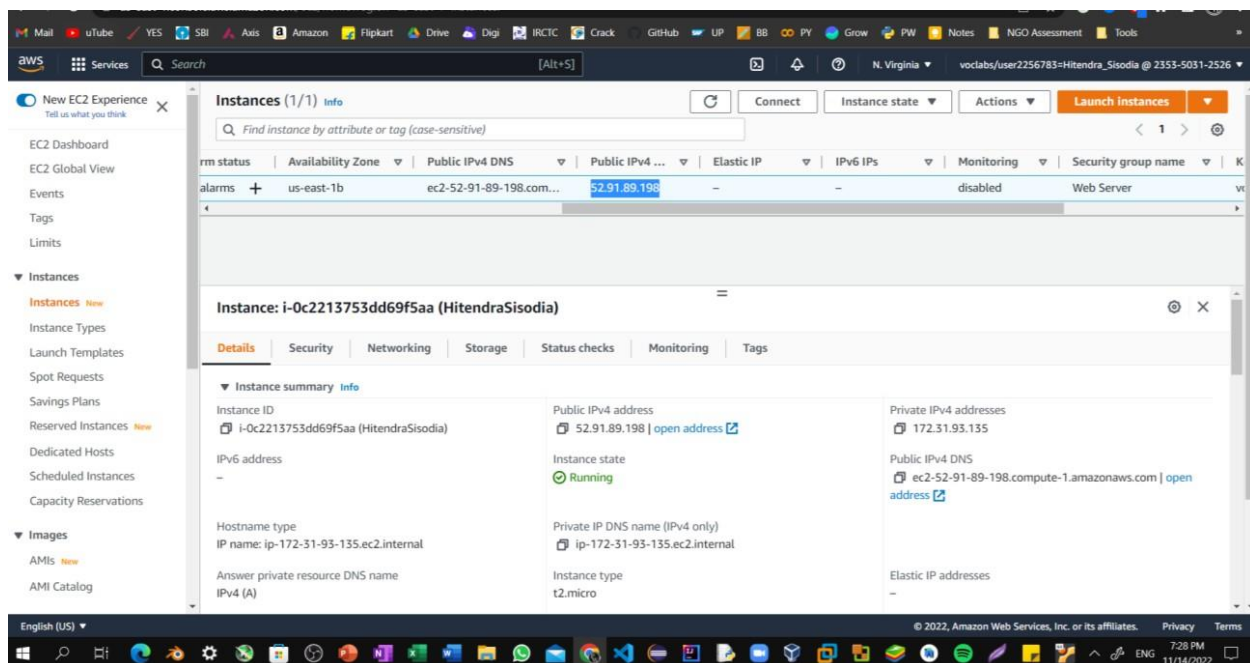 Mail uTube YES SBI Axis Amazon Flipkart Drive Digi IRCTC Crack GitHub UP BB PY Grow PW Notes NGO Assessment Tools »
aws Services Search [Alt+S] N. Virginia ▼ voclabs/user2256783=Hitendra_Sisodia @ 2353-5031-2526 ▼
New EC2 Experience
Tell us what you think
EC2 Dashboard
EC2 Global View
Events
Tags
Limits
▼ Instances
Instances New
Instance Types
Launch Templates
Spot Requests
Savings Plans
Reserved Instances New
Dedicated Hosts
Scheduled Instances
Capacity Reservations
▼ Images
AMIs New
AMI Catalog
Instances (1/1) Info Connect Instance state ▼ Actions ▼ Launch instances ▼
Find instance by attribute or tag (case-sensitive) < 1 >
rm status Availability Zone Public IPv4 DNS Public IPv4 ... Elastic IP IPv6 IPs Monitoring Security group name K
alarms + us-east-1b ec2-52-91-89-198.com... 52.91.89.198 – – disabled Web Server
Instance: i-0c2213753dd69f5aa (HitendraSisodia)
Details Security Networking Storage Status checks Monitoring Tags
▼ Instance summary Info
Instance ID
i-0c2213753dd69f5aa (HitendraSisodia)
Public IPv4 address
52.91.89.198 | open address
Private IPv4 addresses
172.31.93.135
IPv6 address
–
Instance state
Running
Public IPv4 DNS
ec2-52-91-89-198.compute-1.amazonaws.com | open
address
Hostname type
IP name: ip-172-31-93-135.ec2.internal
Private IP DNS name (IPv4 only)
ip-172-31-93-135.ec2.internal
Answer private resource DNS name
IPv4 (A)
Instance type
t2.micro
Elastic IP addresses
–
English (US) ▼ © 2022, Amazon Web Services, Inc. or its affiliates. Privacy Terms
ENG 7:28 PM
11/14/2022